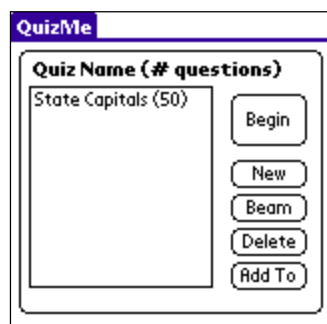 QuizMe
Quiz Name (# questions)
State Capitals (50)
Begin
New
Beam
Delete
Add To